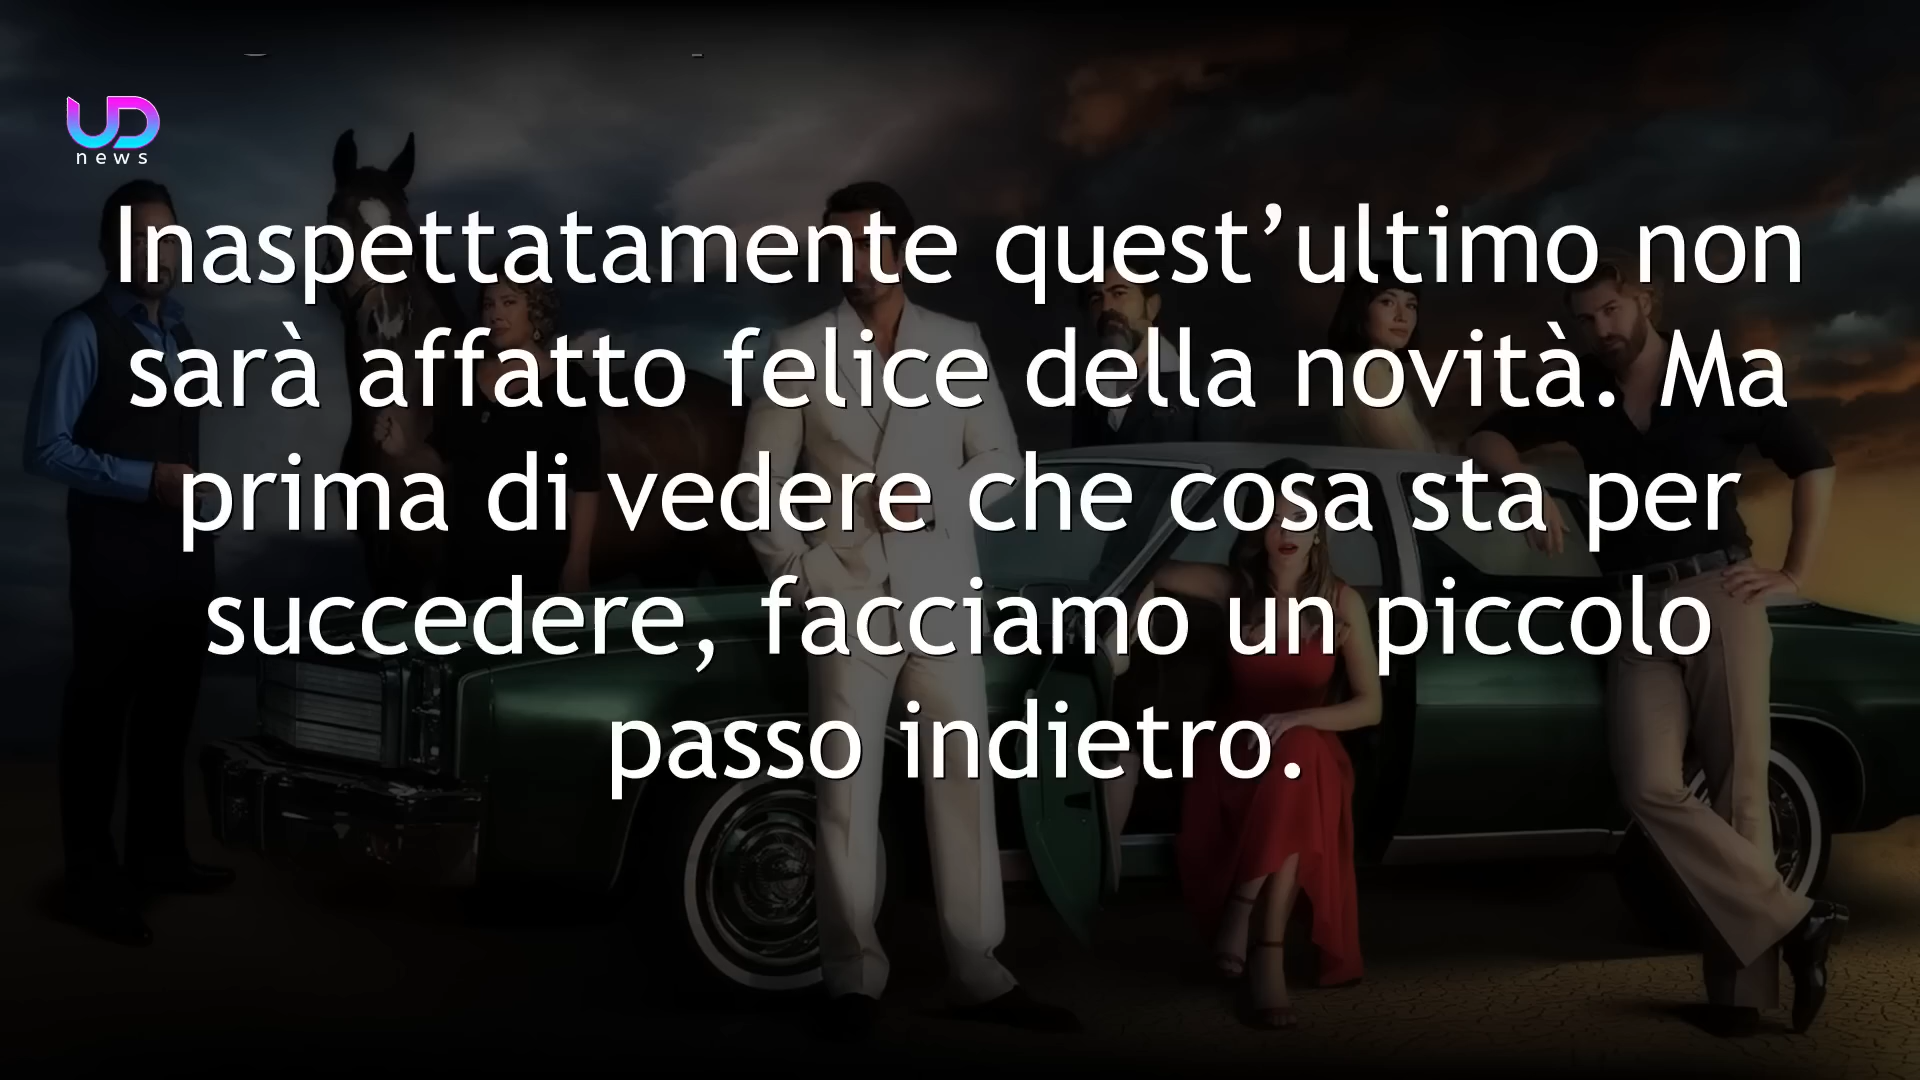 UD
news
Inaspettatamente quest’ultimo non
sarà affatto felice della novità. Ma
prima di vedere che cosa sta per
succedere, facciamo un piccolo
passo indietro.